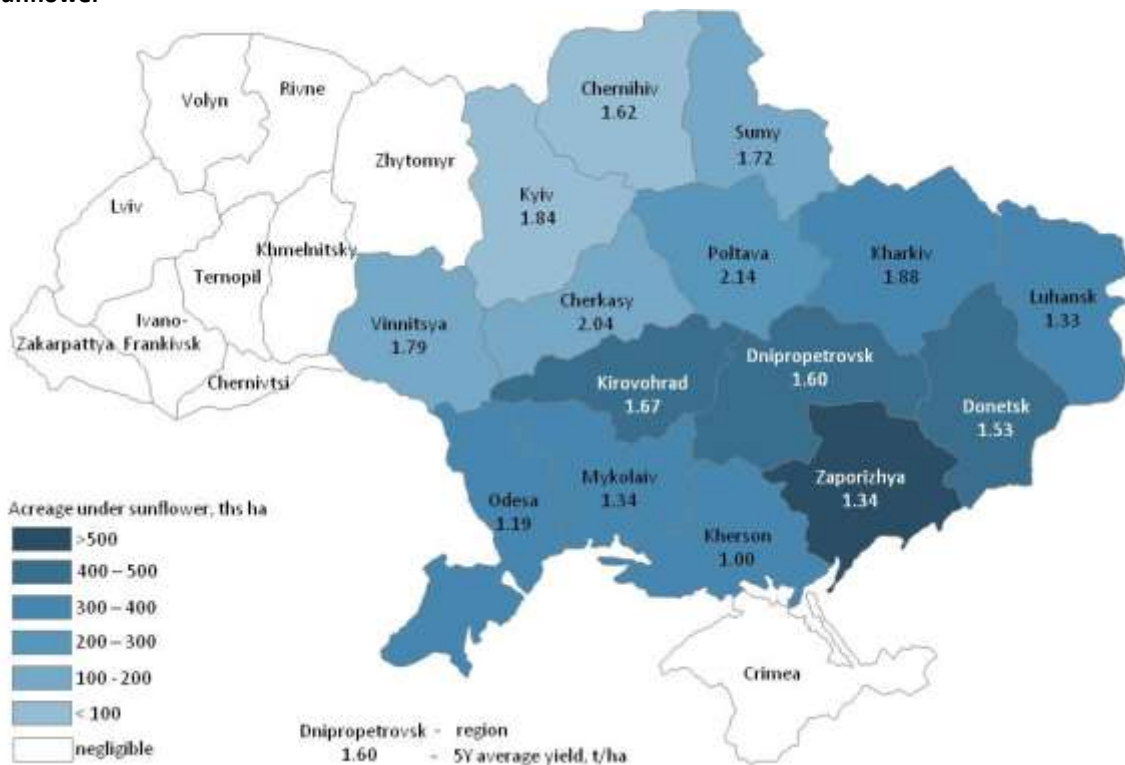 Chernihiv
1.62
Rivne
Volyn
Sumy
1.72
Zhytomyr
Kyiv
1.84
Lviv
Khmelnitsky
Poltava
2.14
Kharkiv
1.88
Ternopil
Cherkasy
2.04
Luhansk
1.33
Vinnitsya
1.79
Ivano-
Frankivsk
Zakarpattya
Dnipropetrovsk
1.60
Chernivtsi
Kirovohrad
1.67
Donetsk
1.53
Mykolaiv
1.34
Zaporizhya
1.34
Odesa
1.19
Kherson
1.00
Crimea
Acreage under sunflower, ths ha
>500
400 – 500
300 – 400
200 – 300
100 - 200
< 100
negligible
Dnipropetrovsk - region
1.60 - 5Y average yield, t/ha